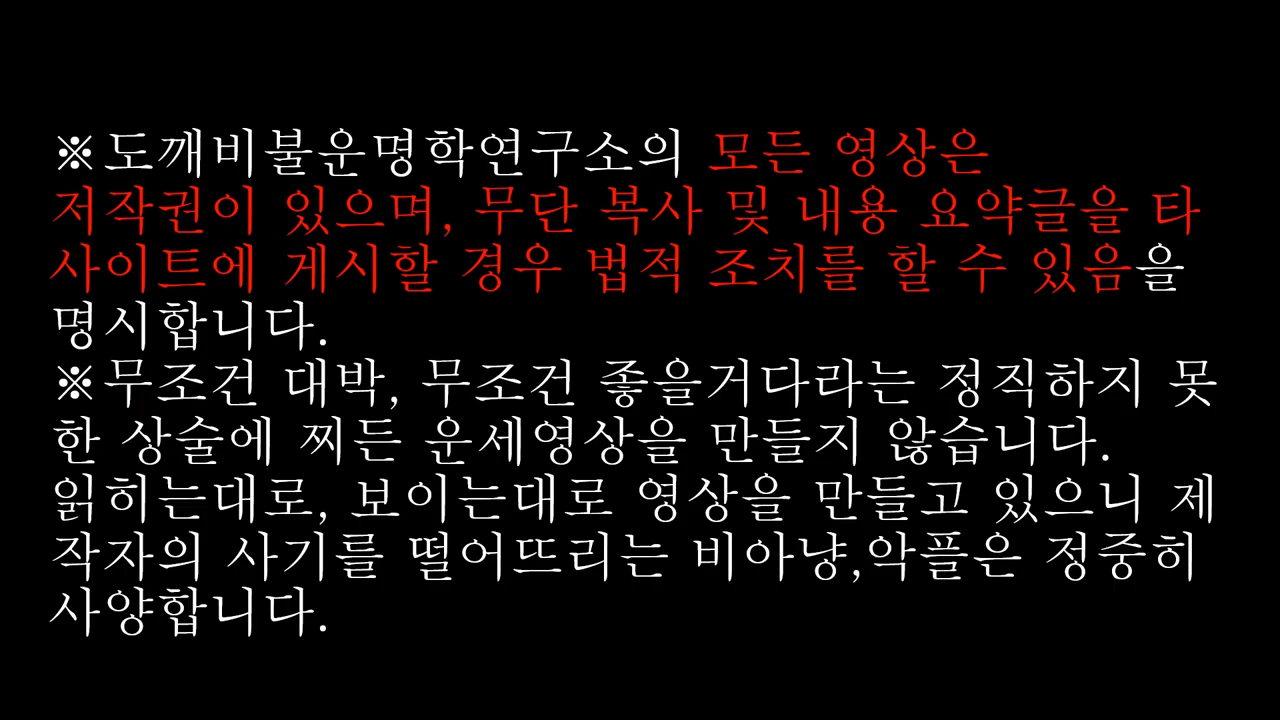 ※도깨비불운명학연구소의 모든 영상은
저작권이 있으며, 무단 복사 및 내용 요약글을 타
사이트에 게시할 경우 법적 조치를 할 수 있음을
명시합니다.
※무조건 대박, 무조건 좋을거다라는 정직하지 못
한 상술에 찌든 운세영상을 만들지 않습니다.
읽히는대로, 보이는대로 영상을 만들고 있으니 제
작자의 사기를 떨어뜨리는 비아냥,악플은 정중히
사양합니다.